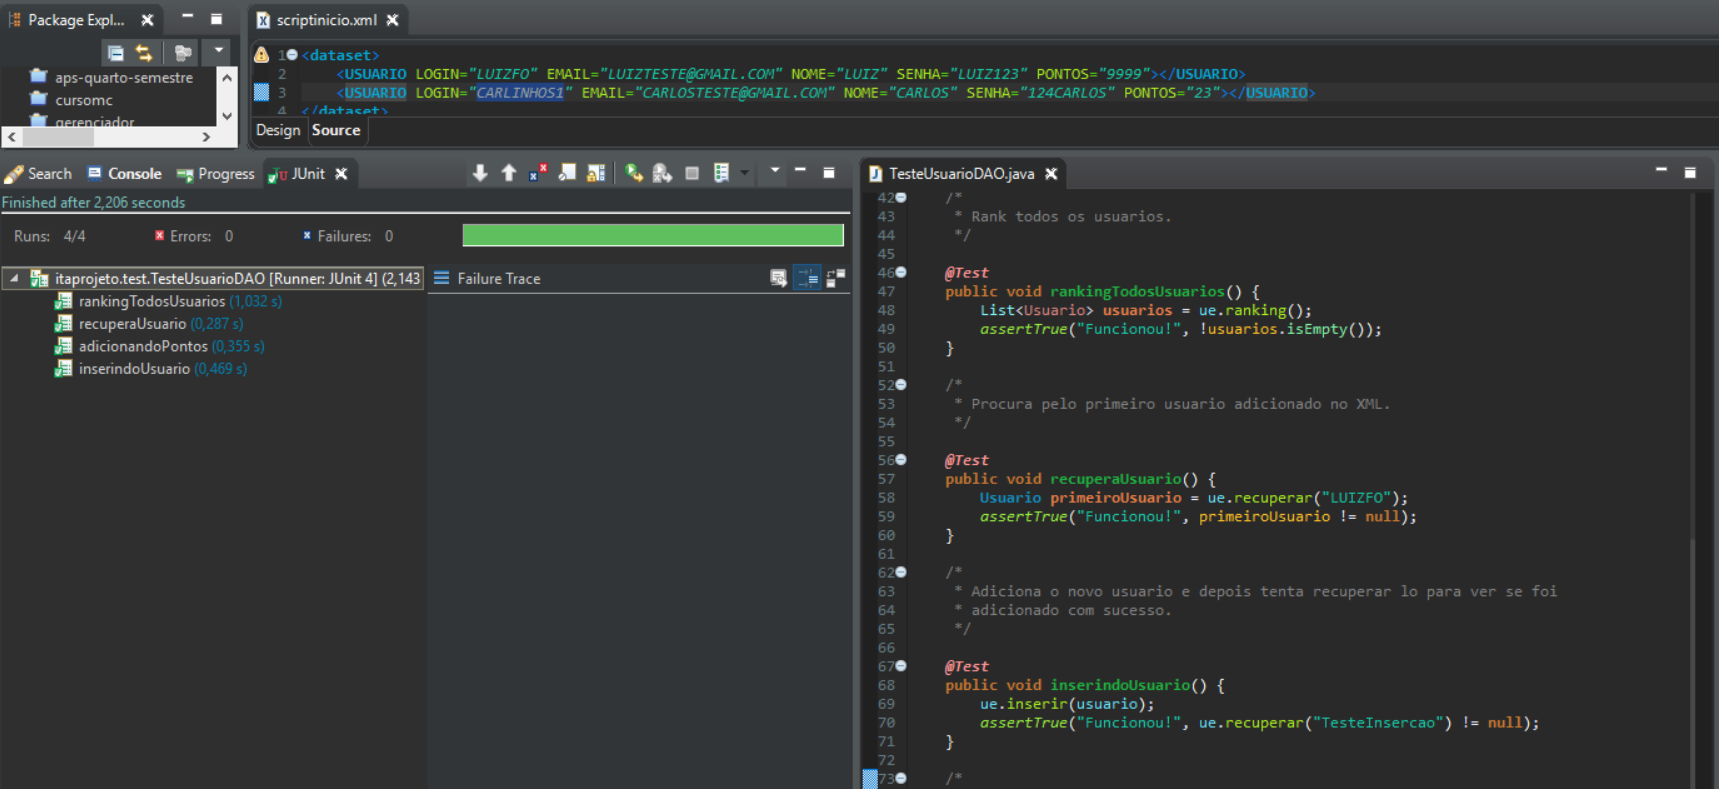 Package Expl...
aps-quarto-semestre
cursomc
gerenciador
scriptinicio.xml
1 <dataset>
2 <USUARIO LOGIN="LUIZFO" EMAIL="LUIZTESTE@GMAIL.COM" NOME="LUIZ" SENHA="LUIZ123" PONTOS="9999"></USUARIO>
3 <USUARIO LOGIN="CARLINHOS1" EMAIL="CARLOSTESTE@GMAIL.COM" NOME="CARLOS" SENHA="124CARLOS" PONTOS="23"></USUARIO>
4 </dataset>
Design Source
Search Console Progress JUnit
Finished after 2,206 seconds
Runs: 4/4 Errors: 0 Failures: 0
itaprojeto.test.TesteUsuarioDAO [Runner: JUnit 4] (2,143
rankingTodosUsuarios (1,032 s)
recuperaUsuario (0,287 s)
adicionandoPontos (0,355 s)
inserindoUsuario (0,469 s)
Failure Trace
TesteUsuarioDAO.java
42 /*
43 * Rank todos os usuarios.
44 */
45
46 @Test
47 public void rankingTodosUsuarios() {
48 List<Usuario> usuarios = ue.ranking();
49 assertTrue("Funcionou!", !usuarios.isEmpty());
50 }
51
52 /*
53 * Procura pelo primeiro usuario adicionado no XML.
54 */
55
56 @Test
57 public void recuperaUsuario() {
58 Usuario primeiroUsuario = ue.recuperar("LUIZFO");
59 assertTrue("Funcionou!", primeiroUsuario != null);
60 }
61
62 /*
63 * Adiciona o novo usuario e depois tenta recuperar lo para ver se foi
64 * adicionado com sucesso.
65 */
66
67 @Test
68 public void inserindoUsuario() {
69 ue.inserir(usuario);
70 assertTrue("Funcionou!", ue.recuperar("TesteInsercao") != null);
71 }
72
73 /*